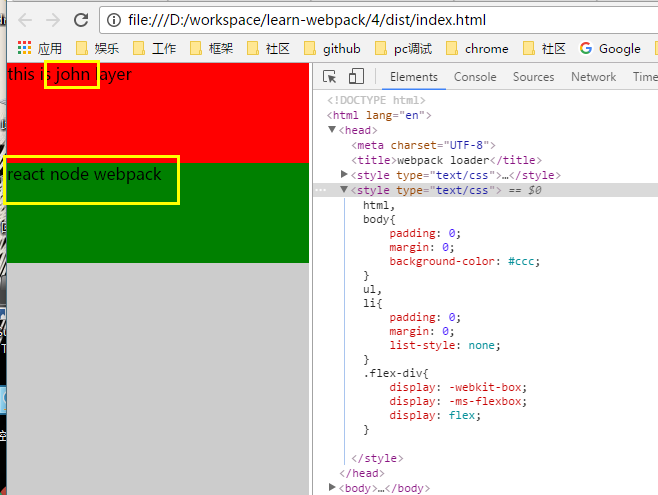 file:///D:/workspace/learn-webpack/4/dist/index.html
应用 娱乐 工作 框架 社区 github pc调试 chrome 社区 Google
this is john layer
react node webpack
Elements Console Sources Network Time
<!DOCTYPE html>
<html lang="en">
▼<head>
<meta charset="UTF-8">
<title>webpack loader</title>
▶<style type="text/css">…</style>
… ▼<style type="text/css"> == $0
html,
body{
padding: 0;
margin: 0;
background-color: #ccc;
}
ul,
li{
padding: 0;
margin: 0;
list-style: none;
}
.flex-div{
display: -webkit-box;
display: -ms-flexbox;
display: flex;
}
</style>
</head>
▶<body>…</body>